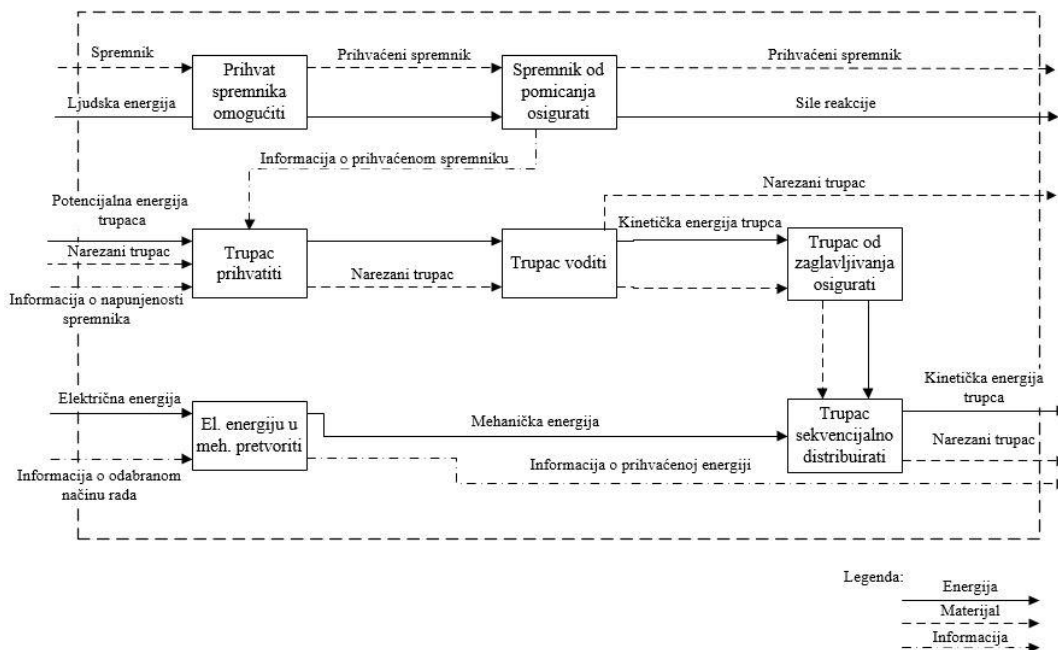 Spremnik
Ljudska energija
Prihvat
spremnika
omogućiti
Prihvaćeni spremnik
Spremnik od
pomicanja
osigurati
Prihvaćeni spremnik
Sile reakcije
Informacija o prihvaćenom spremniku
Potencijalna energija
trupaca
Narezani trupac
Informacija o napunjenosti
spremnika
Trupac
prihvatiti
Narezani trupac
Trupac voditi
Narezani trupac
Kinetička energija trupca
Trupac od
zaglavljivanja
osigurati
Električna energija
Informacija o odabranom
načinu rada
El. energiju u
meh. pretvoriti
Mehanička energija
Informacija o prihvaćenoj energiji
Trupac
sekvencijalno
distribuirati
Kinetička energija
trupca
Narezani trupac
Legenda:
Energija
Materijal
Informacija